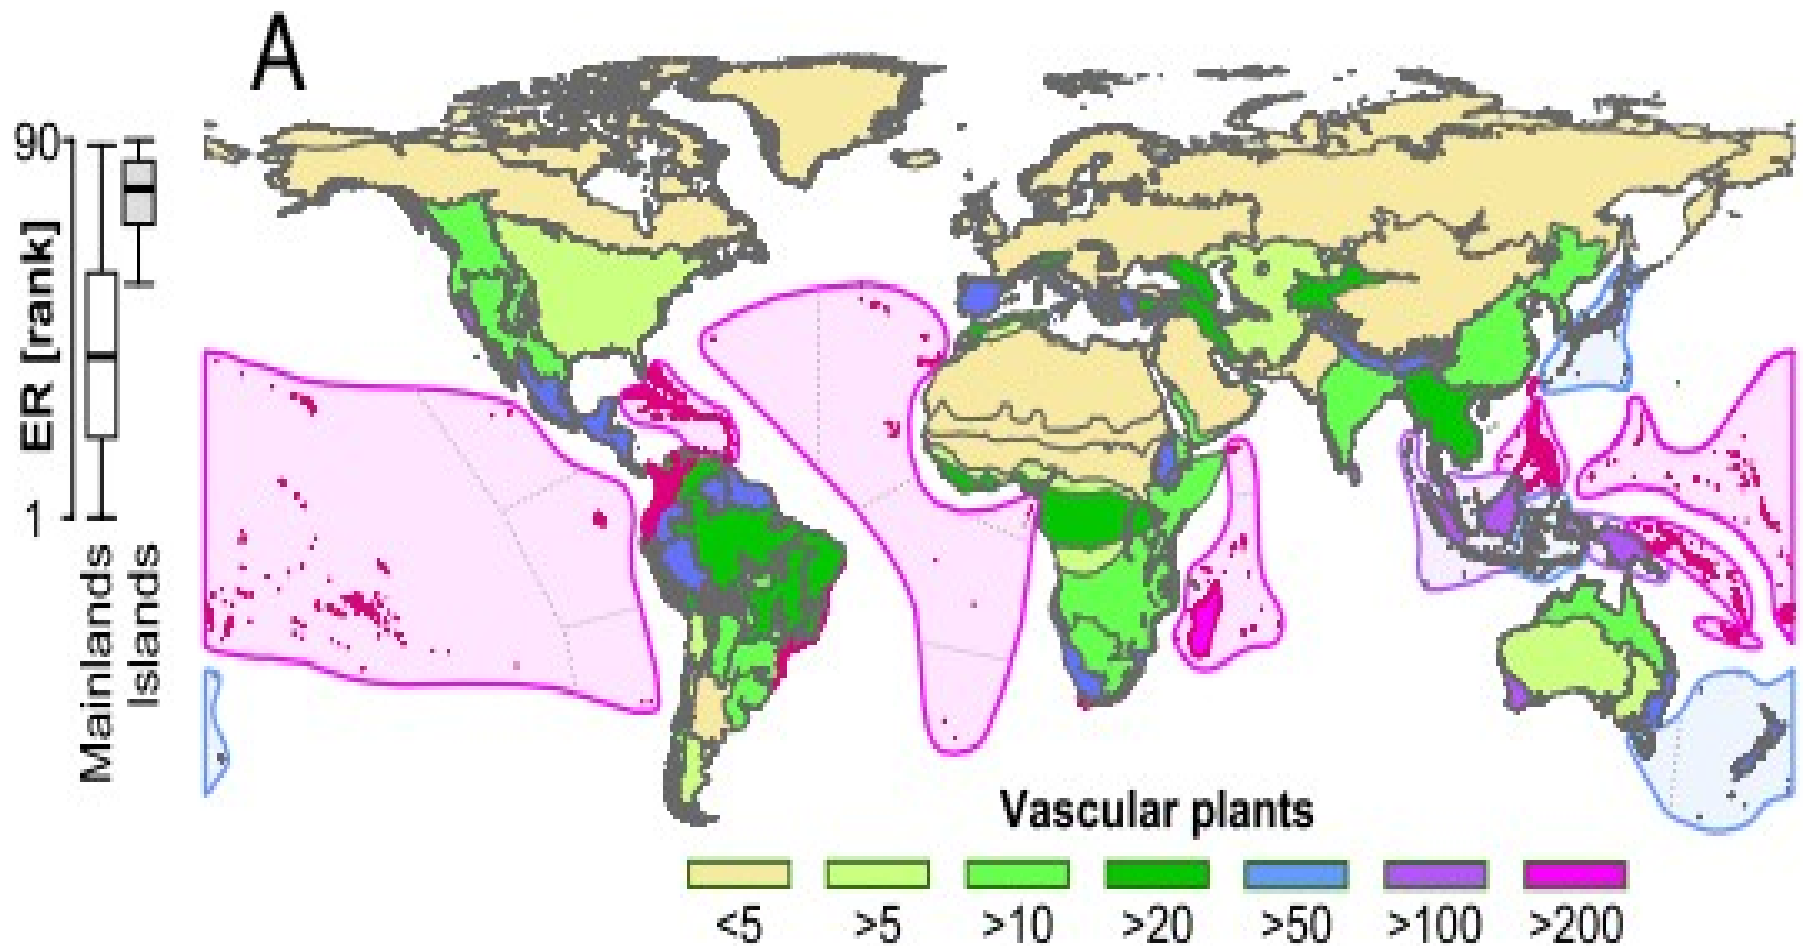 A
90
1
ER [rank]
Mainlands
Islands
Vascular plants
<5 >5 >10 >20 >50 >100 >200